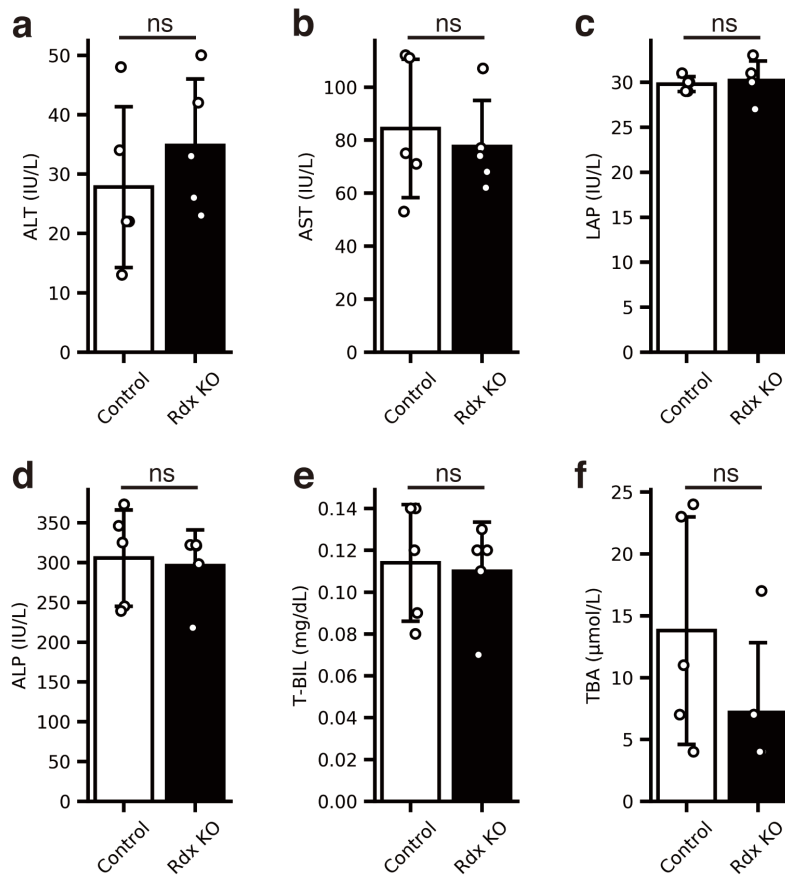 a
ns
ALT (IU/L)
50
40
30
20
10
0
Control
Rdx KO
b
ns
AST (IU/L)
100
80
60
40
20
0
Control
Rdx KO
c
ns
LAP (IU/L)
30
25
20
15
10
5
0
Control
Rdx KO
d
ns
ALP (IU/L)
350
300
250
200
150
100
50
0
Control
Rdx KO
e
ns
T-BIL (mg/dL)
0.14
0.12
0.10
0.08
0.06
0.04
0.02
0.00
Control
Rdx KO
f
ns
TBA (μmol/L)
25
20
15
10
5
0
Control
Rdx KO